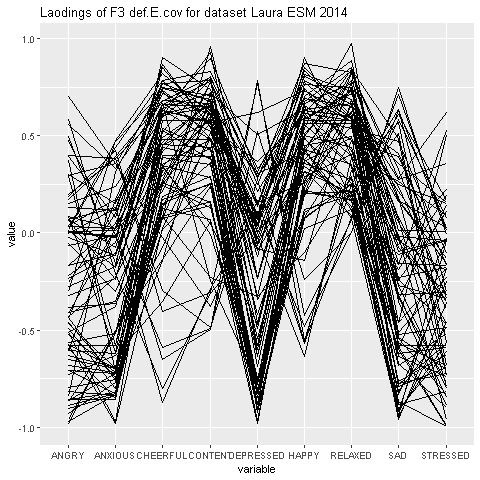 Laodings of F3 def.E.cov for dataset Laura ESM 2014
1.0
0.5
0.0
-0.5
-1.0
value
ANGRY ANXIOUS CHEERFUL CONTENT DEPRESSED HAPPY RELAXED SAD STRESSED
variable